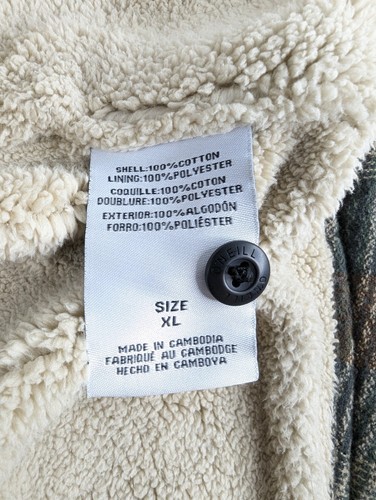 SHELL:100%COTTON
LINING:100%POLYESTER
COQUILLE:100%COTON
DOUBLURE:100%POLYESTER
EXTERIOR:100%ALGODÓN
FORRO:100%POLIÉSTER
SIZE
XL
MADE IN CAMBODIA
FABRIQUÉ AU CAMBODGE
HECHO EN CAMBOYA